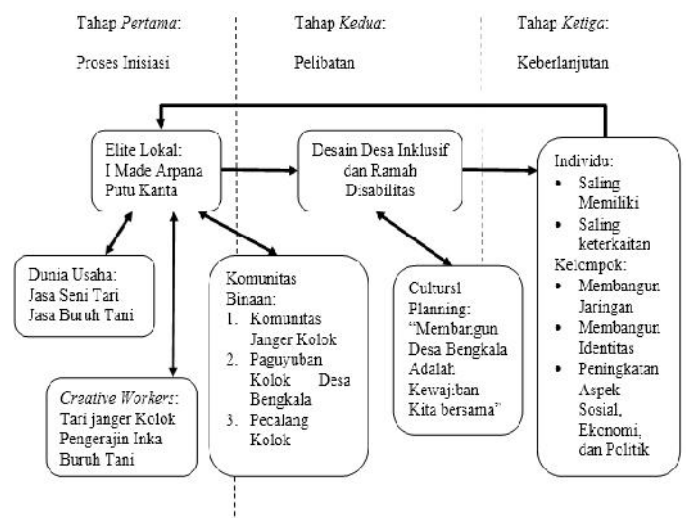 Tahap Pertama:
Proses Inisiasi
Tahap Kedua:
Pelibatan
Tahap Ketiga:
Keberlanjutan
Elite Lokal:
I Made Arpana
Putu Kanta
Desain Desa Inklusif
dan Ramah
Disabilitas
Individu:
• Saling
Memiliki
• Saling
keterkaitan
Kelompok:
• Membangun
Jaringan
• Membangun
Identitas
• Peningkatan
Aspek
Sosial,
Ekonomi,
dan Politik
Dunia Usaha:
Jasa Seni Tari
Jasa Buruh Tani
Komunitas
Binaan:
1. Komunitas
Janger Kolok
2. Paguyuban
Kolok Desa
Bengkala
3. Pecalang
Kolok
Cultural
Planning:
“Membangun
Desa Bengkala
Adalah
Kewajiban
Kita bersama”
Creative Workers:
Tari janger Kolok
Pengerajin Inka
Buruh Tani